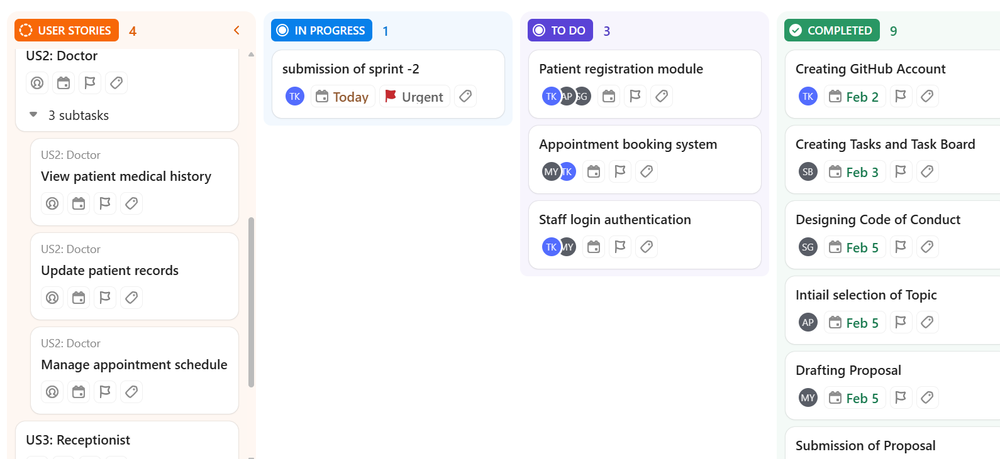 USER STORIES 4
US2: Doctor
3 subtasks
US2: Doctor
View patient medical history
US2: Doctor
Update patient records
US2: Doctor
Manage appointment schedule
US3: Receptionist
IN PROGRESS 1
submission of sprint -2
TK Today Urgent
TO DO 3
Patient registration module
TK AP SG
Appointment booking system
MY TK
Staff login authentication
TK MY
COMPLETED 9
Creating GitHub Account
TK Feb 2
Creating Tasks and Task Board
SB Feb 3
Designing Code of Conduct
SG Feb 5
Intiail selection of Topic
AP Feb 5
Drafting Proposal
MY Feb 5
Submission of Proposal